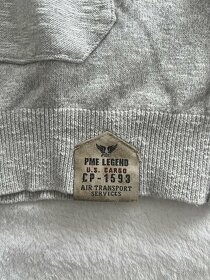 PME LEGEND
U.S. CARGO
CP-1593
AIR TRANSPORT
SERVICES